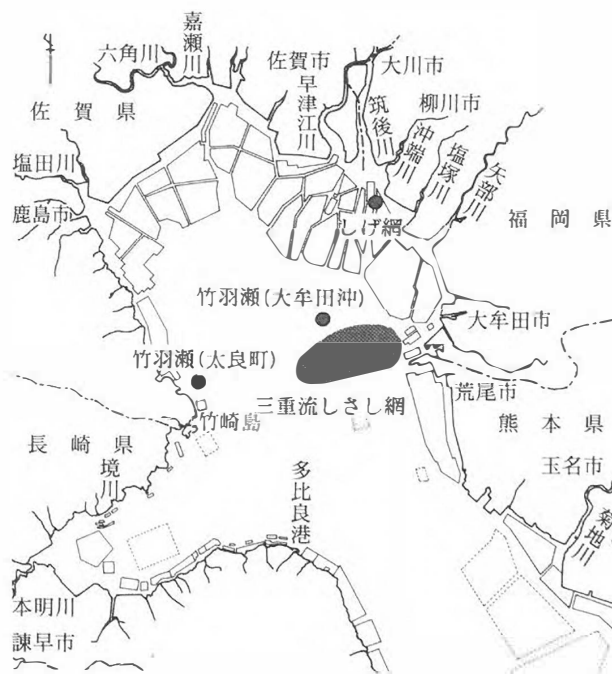 嘉瀬川
六角川
佐賀市
大川市
早津江川
筑後川
柳川市
沖端川
塩塚川
矢部川
佐賀県
塩田川
鹿島市
福岡県
しげ網
竹羽瀬(大牟田沖)
大牟田市
竹羽瀬(太良町)
荒尾市
三重流しさし網
竹崎島
熊本県
長崎県
玉名市
境川
多比良港
菊地川
本明川
諫早市